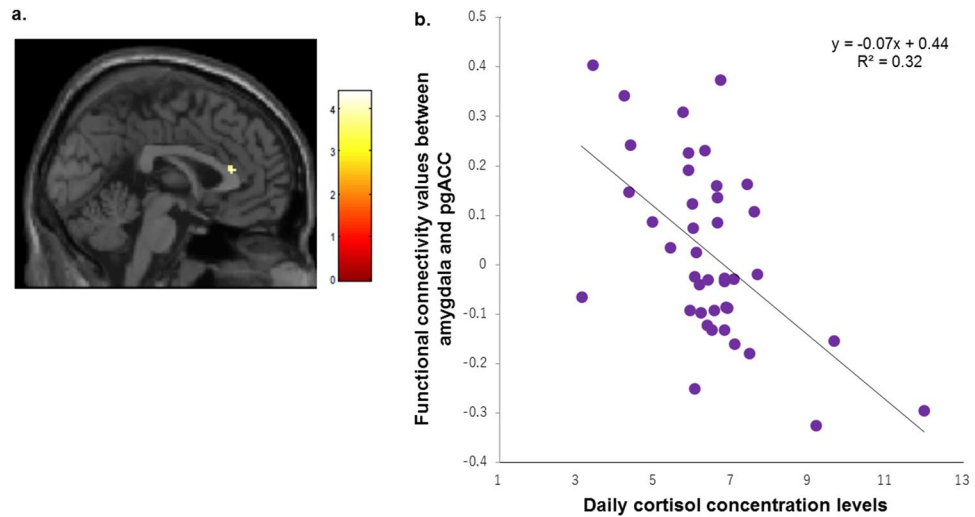 a.
4
3
2
1
0
b.
Functional connectivity values between
amygdala and pgACC
0.5
0.4
0.3
0.2
0.1
0
-0.1
-0.2
-0.3
-0.4
y = -0.07x + 0.44
R² = 0.32
1 3 5 7 9 11 13
Daily cortisol concentration levels